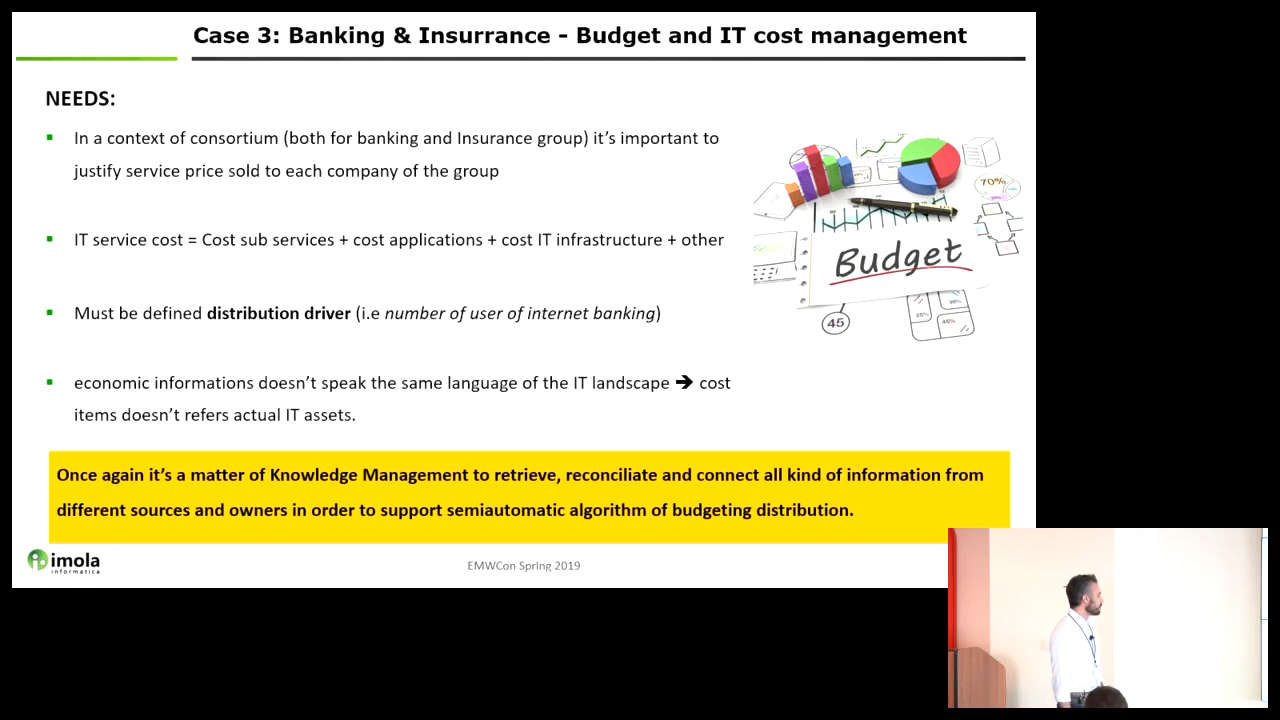 Case 3: Banking & Insurrance - Budget and IT cost management
NEEDS:
In a context of consortium (both for banking and Insurance group) it's important to
justify service price sold to each company of the group
IT service cost = Cost sub services + cost applications + cost IT infrastructure + other
Must be defined distribution driver (i.e number of user of internet banking)
economic informations doesn't speak the same language of the IT landscape ➔ cost
items doesn't refers actual IT assets.
70%
Budget
45
25%
45%
Once again it's a matter of Knowledge Management to retrieve, reconciliate and connect all kind of information from
different sources and owners in order to support semiautomatic algorithm of budgeting distribution.
imola
informatica
EMWCon Spring 2019